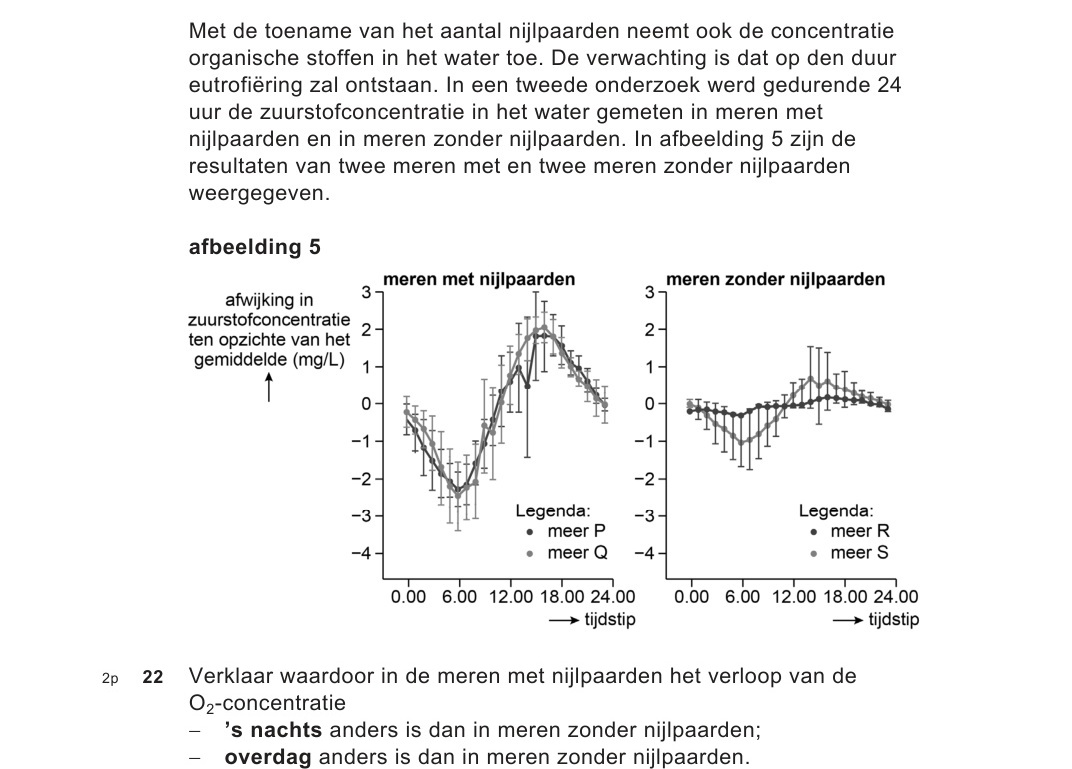 Met de toename van het aantal nijlpaarden neemt ook de concentratie
organische stoffen in het water toe. De verwachting is dat op den duur
eutrofiëring zal ontstaan. In een tweede onderzoek werd gedurende 24
uur de zuurstofconcentratie in het water gemeten in meren met
nijlpaarden en in meren zonder nijlpaarden. In afbeelding 5 zijn de
resultaten van twee meren met en twee meren zonder nijlpaarden
weergegeven.
afbeelding 5
afwijking in
zuurstofconcentratie
ten opzichte van het
gemiddelde (mg/L)
meren met nijlpaarden
3
2
1
0
−1
−2
−3
−4
Legenda:
meer P
meer Q
0.00 6.00 12.00 18.00 24.00
tijdstip
meren zonder nijlpaarden
3
2
1
0
−1
−2
−3
−4
Legenda:
meer R
meer S
0.00 6.00 12.00 18.00 24.00
tijdstip
2p 22 Verklaar waardoor in de meren met nijlpaarden het verloop van de
O₂-concentratie
– ’s nachts anders is dan in meren zonder nijlpaarden;
– overdag anders is dan in meren zonder nijlpaarden.